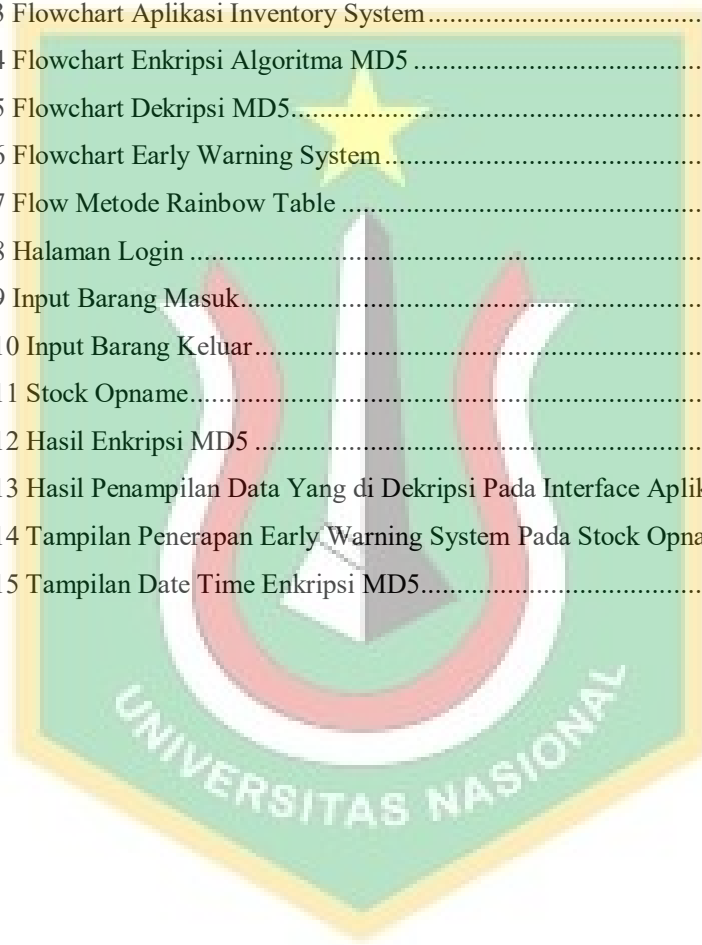 3 Flowchart Aplikasi Inventory System
4 Flowchart Enkripsi Algoritma MD5
5 Flowchart Dekripsi MD5
6 Flowchart Early Warning System
7 Flow Metode Rainbow Table
8 Halaman Login
9 Input Barang Masuk
10 Input Barang Keluar
11 Stock Opname
12 Hasil Enkripsi MD5
13 Hasil Penampilan Data Yang di Dekripsi Pada Interface Aplik
14 Tampilan Penerapan Early Warning System Pada Stock Opna
15 Tampilan Date Time Enkripsi MD5
UNIVERSITAS NASIONAL